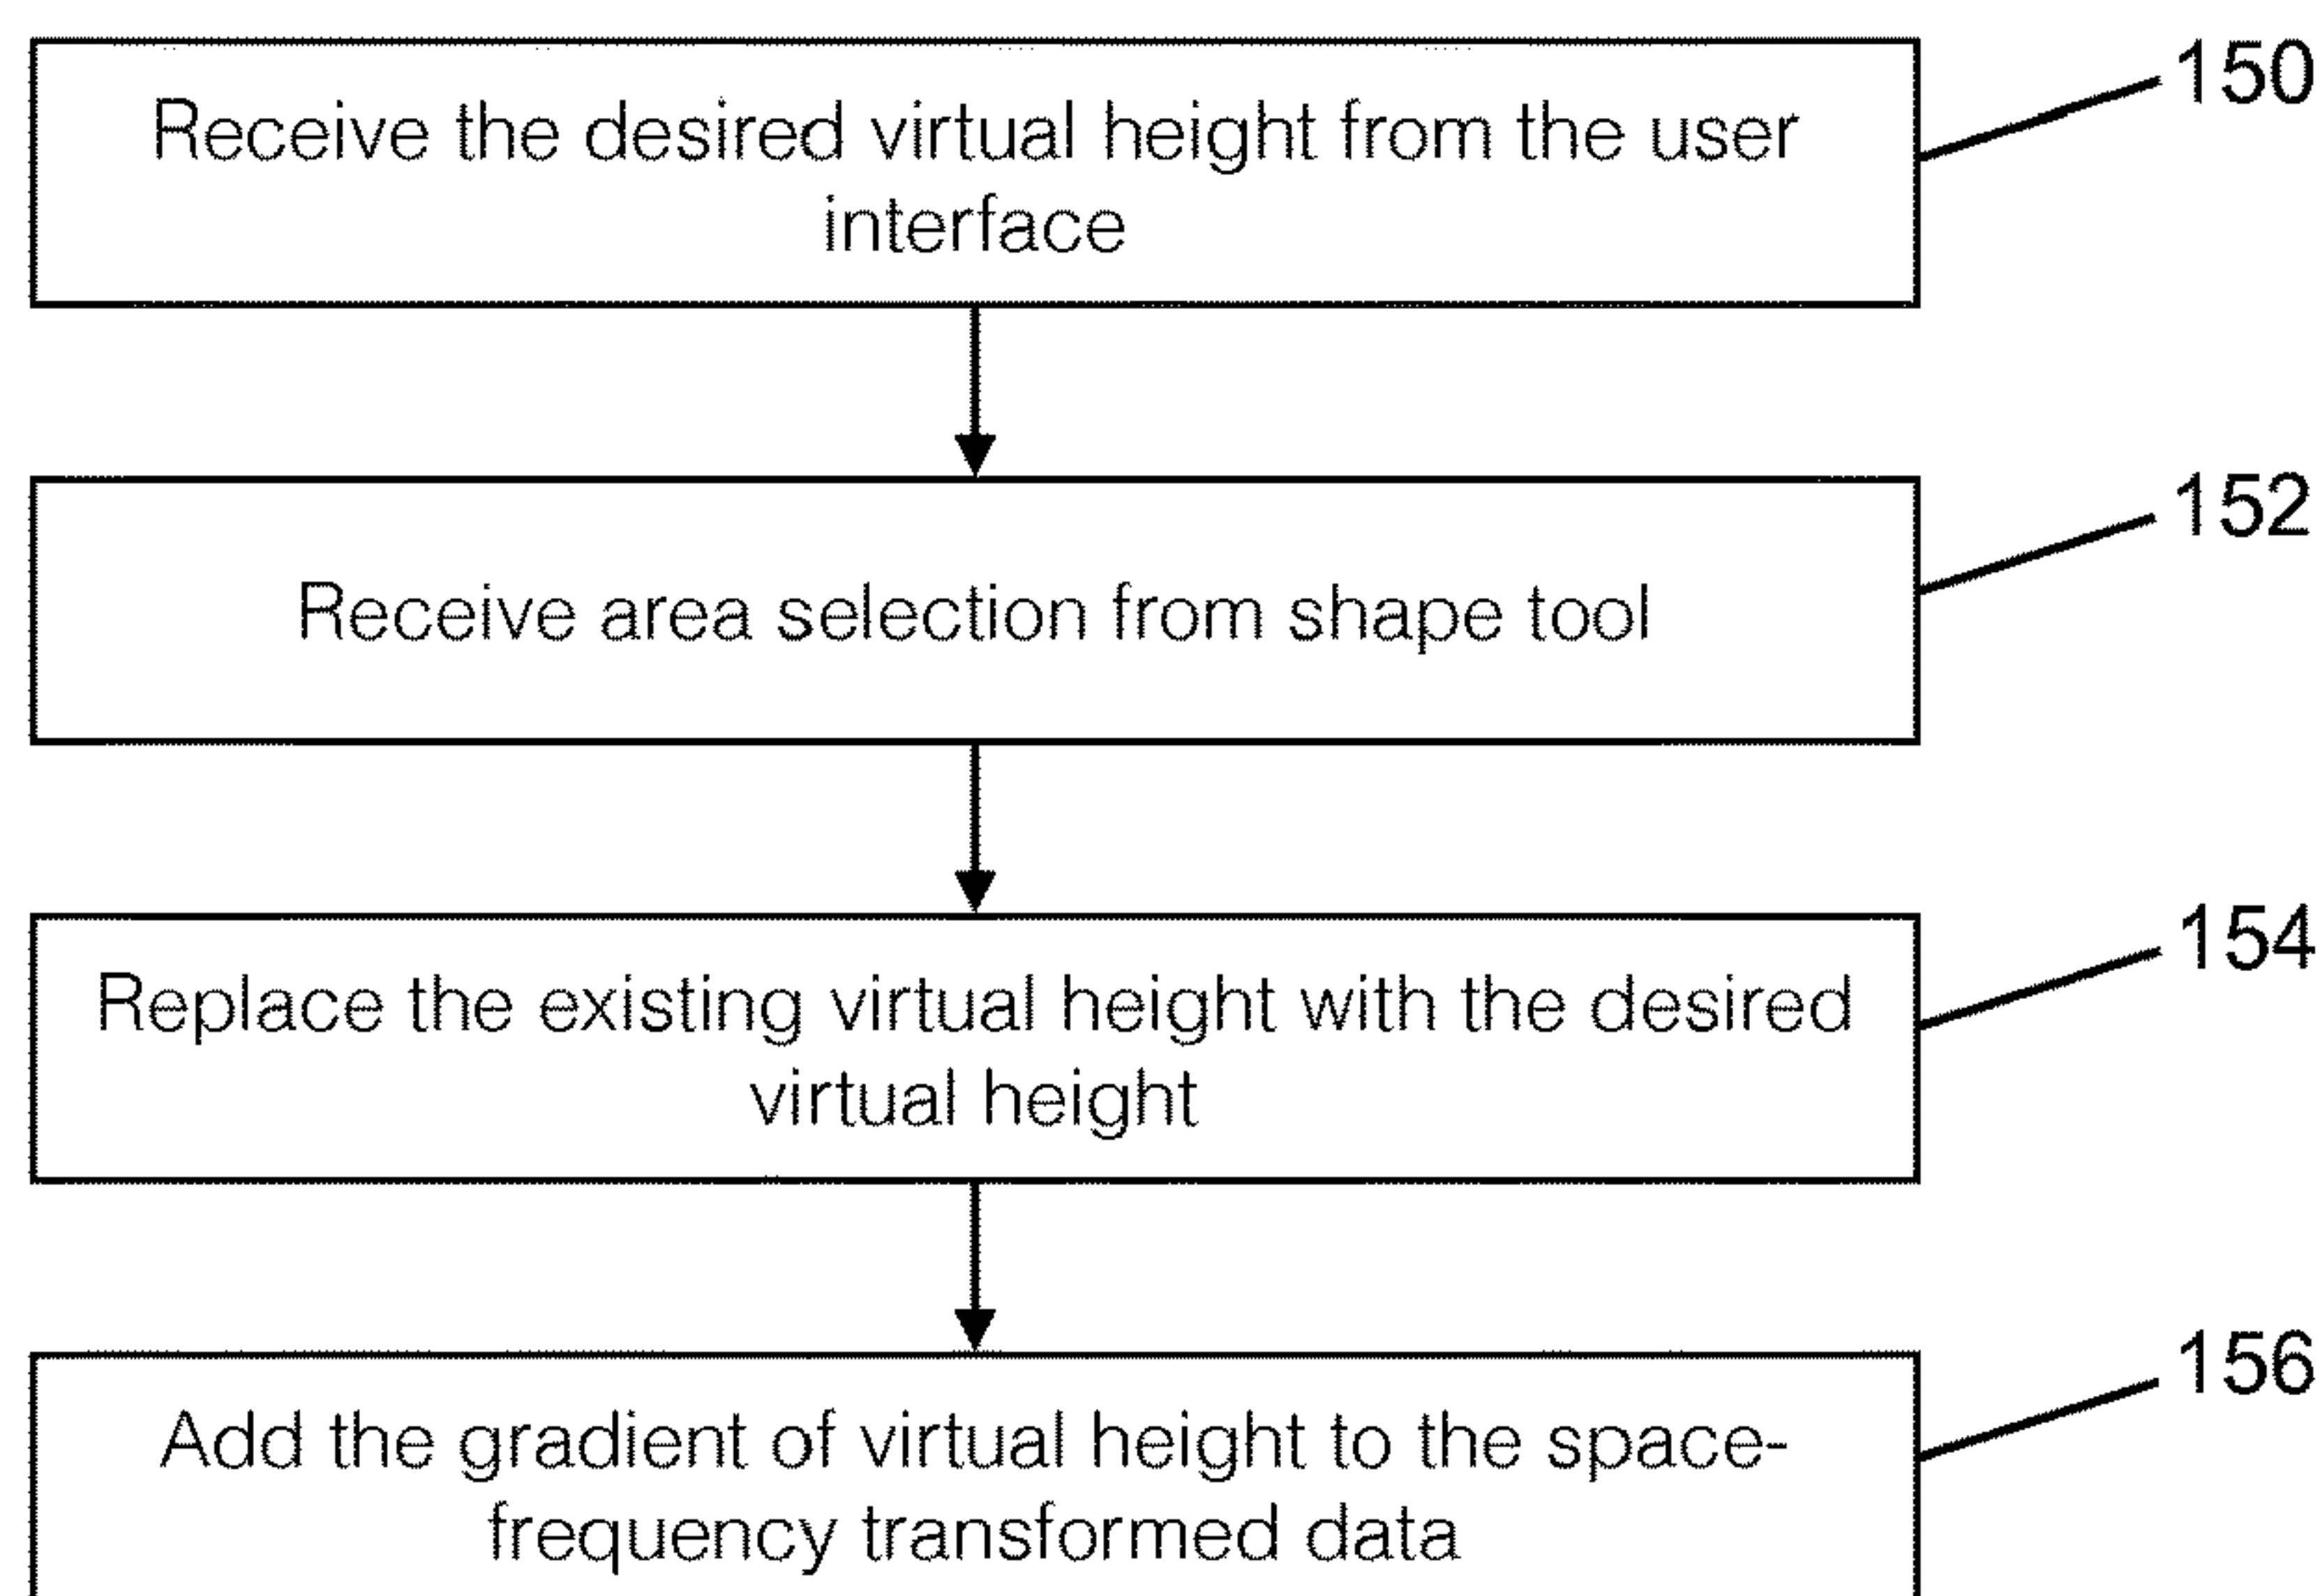 Receive the desired virtual height from the user
interface
150
Receive area selection from shape tool
152
Replace the existing virtual height with the desired
virtual height
154
Add the gradient of virtual height to the space-
frequency transformed data
156